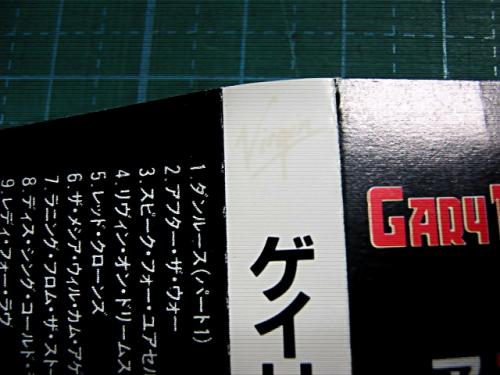 1 ダンルース(パート1)
2.アフター・ザ・ウォー
3.スピーク・フォー・ユアセル
4.リヴィン・オン・ドリームス
5.レッド・クローンズ
6.ザ・メシア・ウィル・カム・アゲ
7.ラニング・フロム・ザ・スト
8.ディス・シング・コールド・
9.レディ・フォー・ラヴ
Virgin
ゲイリ
GARY
ア